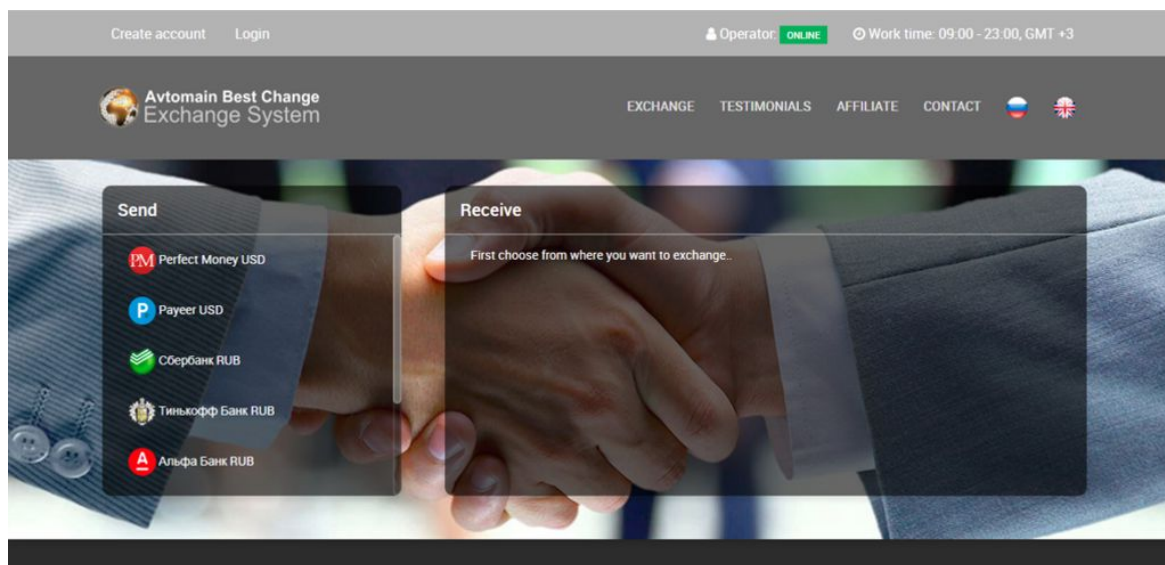 Create account Login Operator: ONLINE Work time: 09:00 - 23:00, GMT +3
Avtomain Best Change
Exchange System
EXCHANGE TESTIMONIALS AFFILIATE CONTACT
Send
PM Perfect Money USD
P Payeer USD
Сбербанк RUB
Тинькофф Банк RUB
А Альфа Банк RUB
Receive
First choose from where you want to exchange..